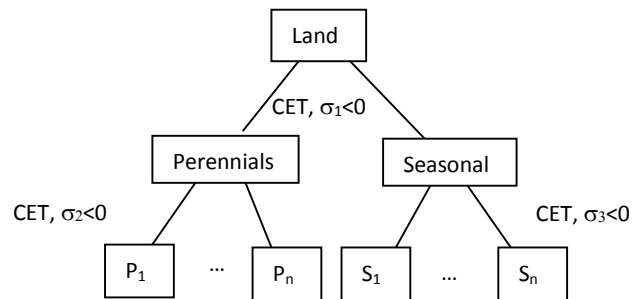 Land
CET, σ₁<0
Perennials
Seasonal
CET, σ₂<0
CET, σ₃<0
P₁
...
Pₙ
S₁
...
Sₙ